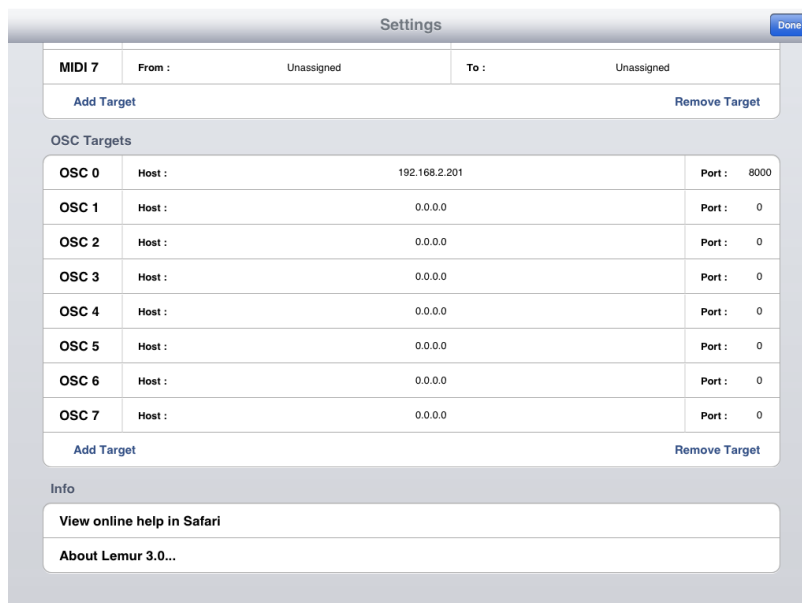 Settings
Done
MIDI 7 From : Unassigned To : Unassigned
Add Target Remove Target
OSC Targets
OSC 0 Host : 192.168.2.201 Port : 8000
OSC 1 Host : 0.0.0.0 Port : 0
OSC 2 Host : 0.0.0.0 Port : 0
OSC 3 Host : 0.0.0.0 Port : 0
OSC 4 Host : 0.0.0.0 Port : 0
OSC 5 Host : 0.0.0.0 Port : 0
OSC 6 Host : 0.0.0.0 Port : 0
OSC 7 Host : 0.0.0.0 Port : 0
Add Target Remove Target
Info
View online help in Safari
About Lemur 3.0...